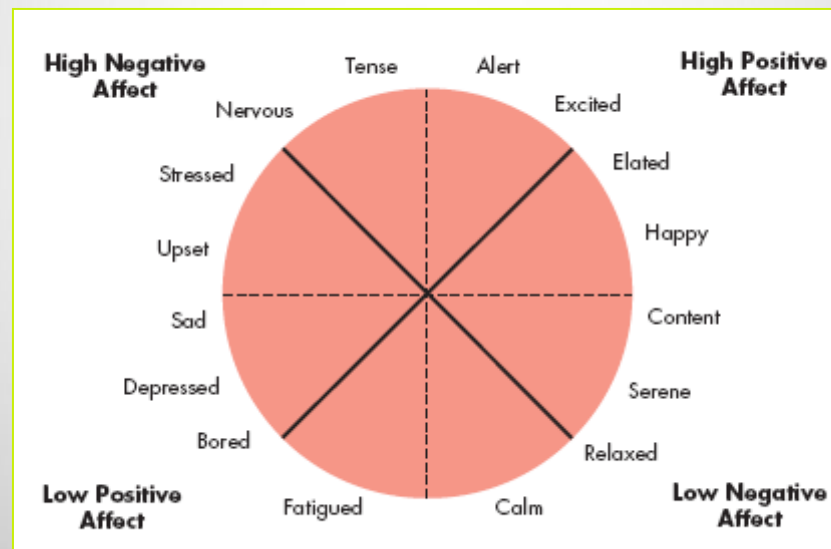 High Negative
Affect
Tense
Alert
High Positive
Affect
Nervous
Excited
Stressed
Elated
Upset
Happy
Sad
Content
Depressed
Serene
Bored
Relaxed
Low Positive
Affect
Fatigued
Calm
Low Negative
Affect